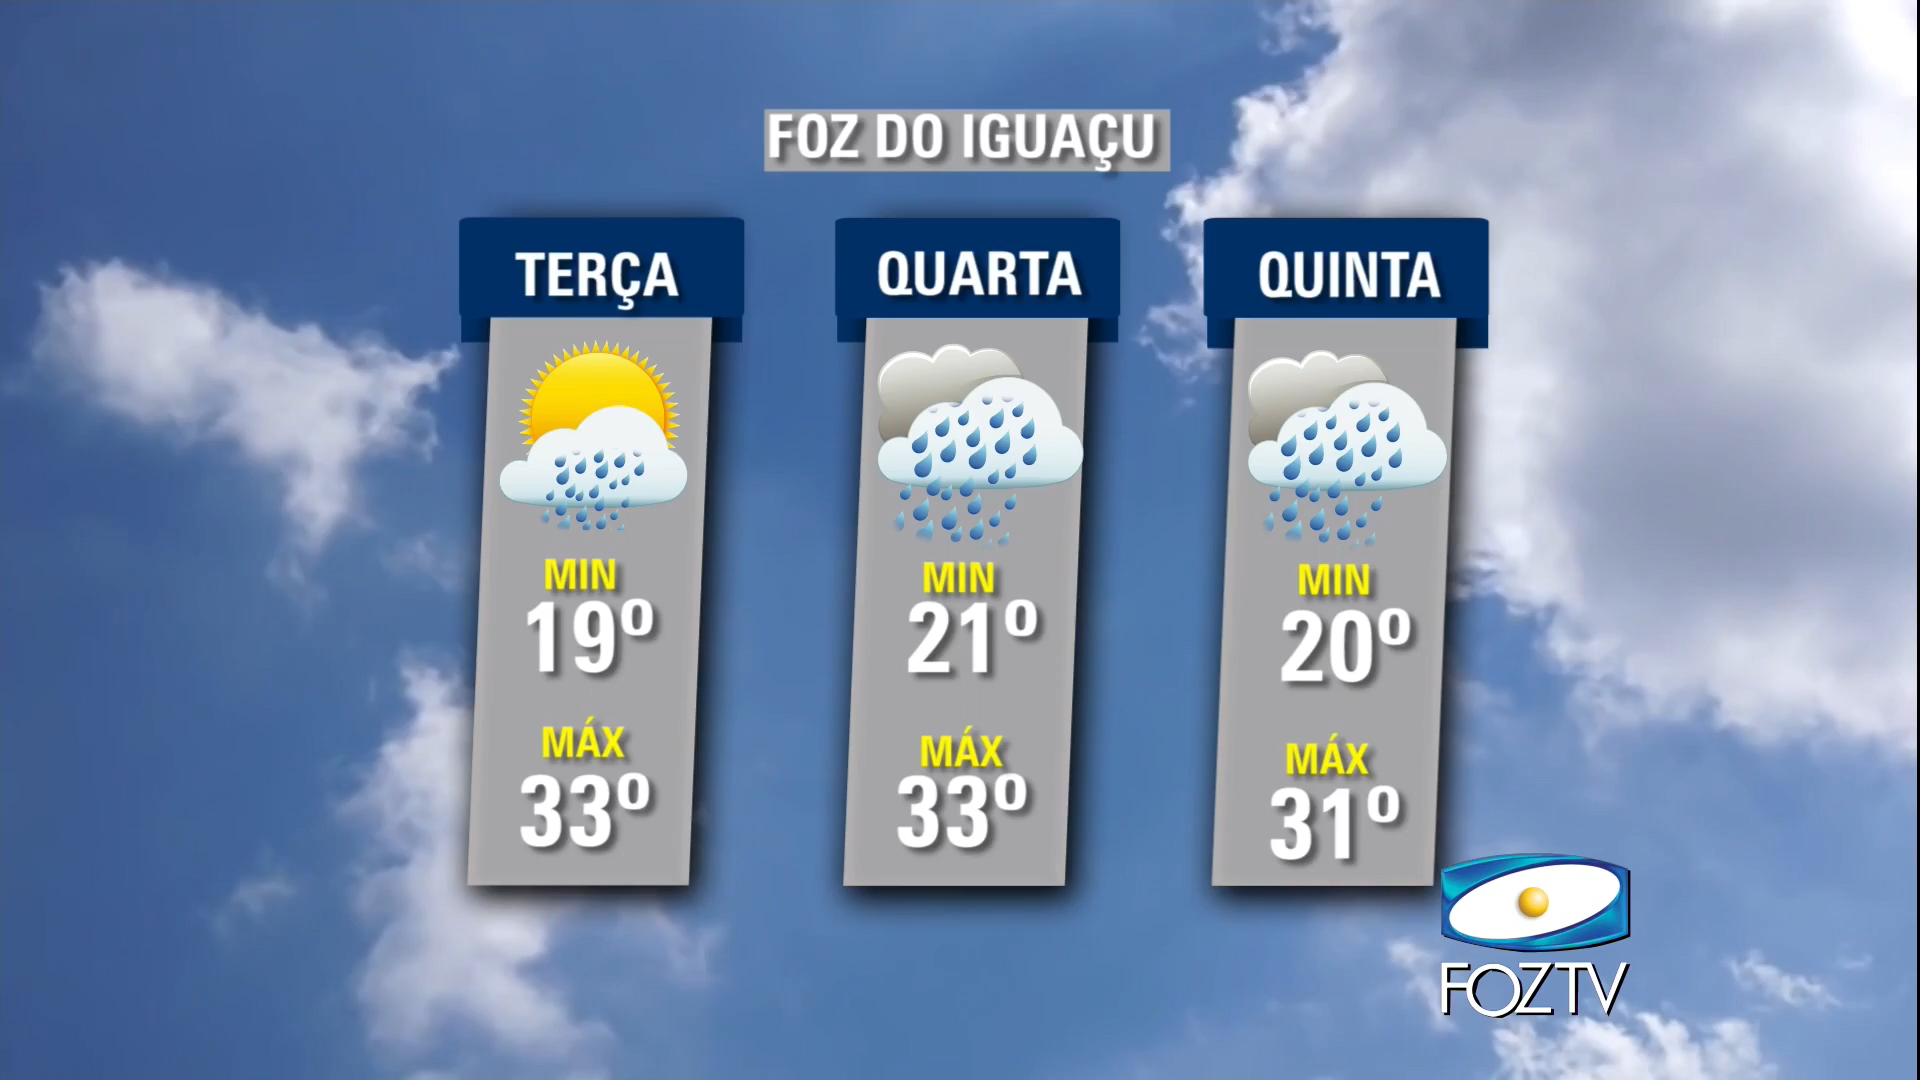 FOZ DO IGUAÇU
TERÇA
MIN
19º
MÁX
33º
QUARTA
MIN
21º
MÁX
33º
QUINTA
MIN
20º
MÁX
31º
FOZTV